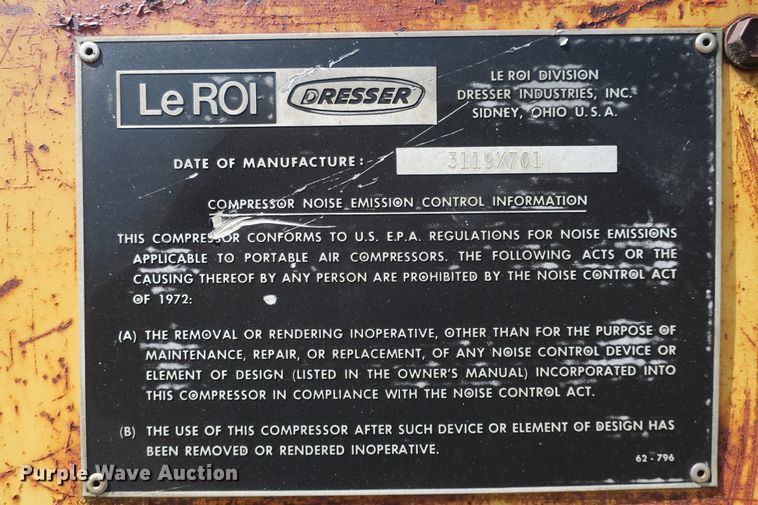 Le ROI DRESSER
LE ROI DIVISION
DRESSER INDUSTRIES, INC.
SIDNEY, OHIO U.S.A.
DATE OF MANUFACTURE: 3119X701
COMPRESSOR NOISE EMISSION CONTROL INFORMATION
THIS COMPRESSOR CONFORMS TO U.S. E.P.A. REGULATIONS FOR NOISE EMISSIONS
APPLICABLE TO PORTABLE AIR COMPRESSORS. THE FOLLOWING ACTS OR THE
CAUSING THEREOF BY ANY PERSON ARE PROHIBITED BY THE NOISE CONTROL ACT
OF 1972:
(A) THE REMOVAL OR RENDERING INOPERATIVE, OTHER THAN FOR THE PURPOSE OF
MAINTENANCE, REPAIR, OR REPLACEMENT, OF ANY NOISE CONTROL DEVICE OR
ELEMENT OF DESIGN (LISTED IN THE OWNER'S MANUAL) INCORPORATED INTO
THIS COMPRESSOR IN COMPLIANCE WITH THE NOISE CONTROL ACT.
(B) THE USE OF THIS COMPRESSOR AFTER SUCH DEVICE OR ELEMENT OF DESIGN HAS
BEEN REMOVED OR RENDERED INOPERATIVE.
62-796
Purple Wave Auction